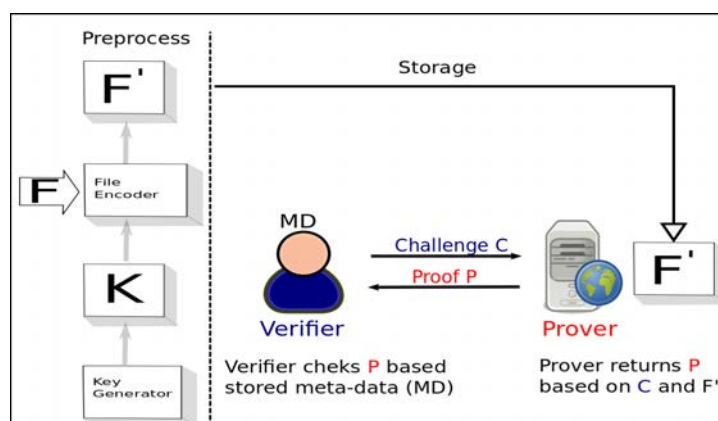 Preprocess
F'
Storage
F
File
Encoder
MD
Challenge C
Proof P
F'
K
Verifier
Prover
Key
Generator
Verifier cheks P based
stored meta-data (MD)
Prover returns P
based on C and F'